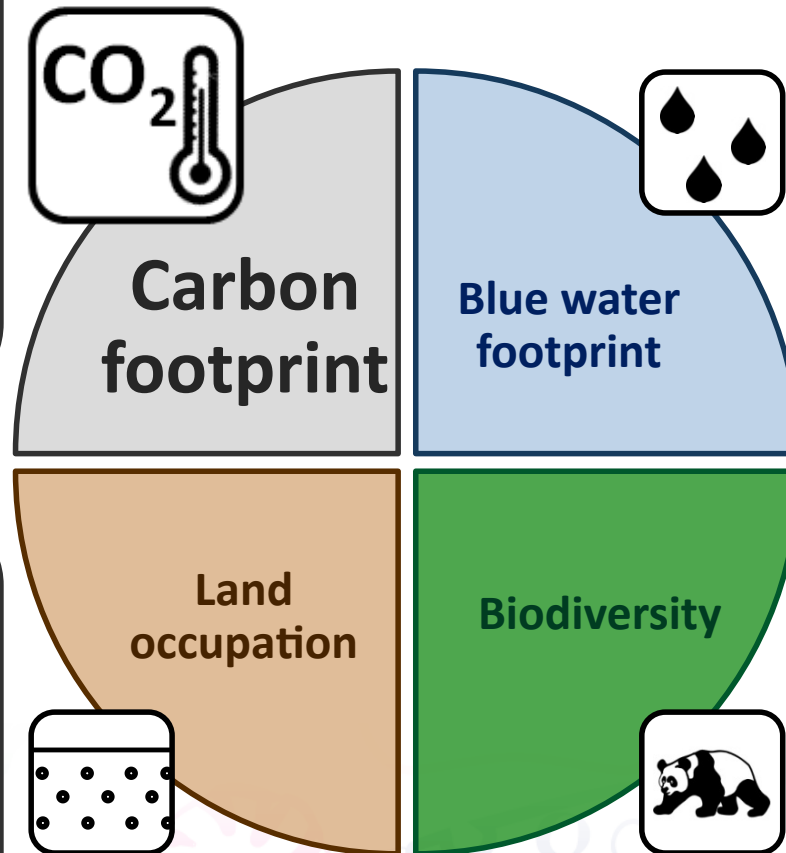 CO₂
Carbon
footprint
Blue water
footprint
Land
occupation
Biodiversity